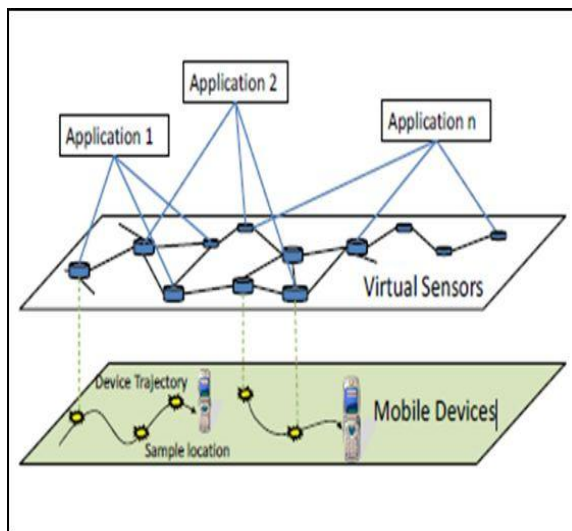 Application 2
Application 1
Application n
Virtual Sensors
Device Trajectory
Mobile Devices
Sample location